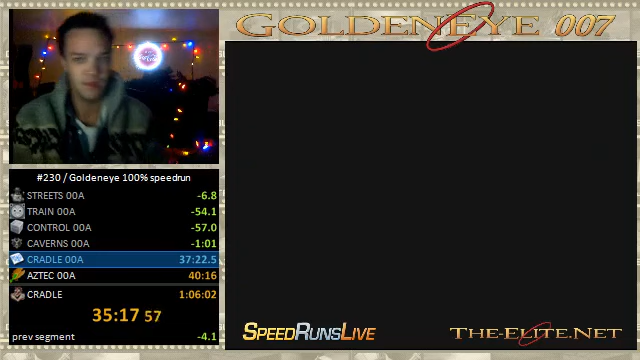 GOLDENEYE 007
#230 / Goldeneye 100% speedrun
STREETS 00A -6.8
TRAIN 00A -54.1
CONTROL 00A -57.0
CAVERNS 00A -1:01
CRADLE 00A 37:22.5
AZTEC 00A 40:16
CRADLE 1:06:02
35:17 57
prev segment -4.1
SPEEDRUNSLIVE
THE-ELITE.NET